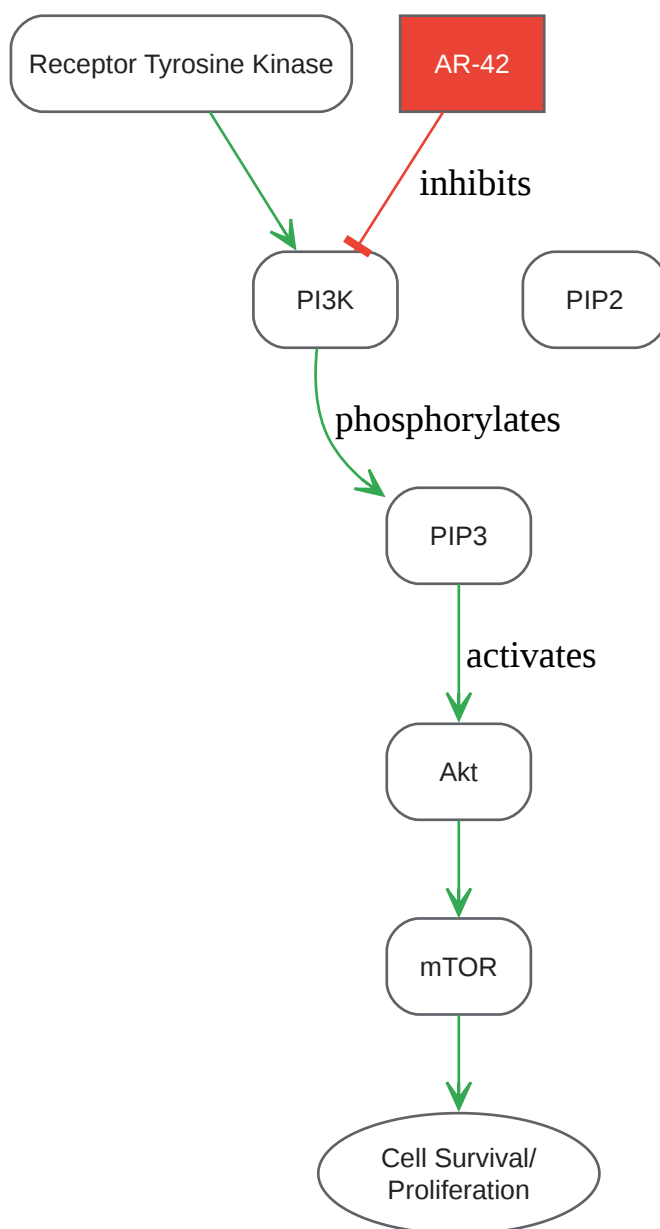 Receptor Tyrosine Kinase
AR-42
inhibits
PI3K
PIP2
phosphorylates
PIP3
activates
Akt
mTOR
Cell Survival/
Proliferation